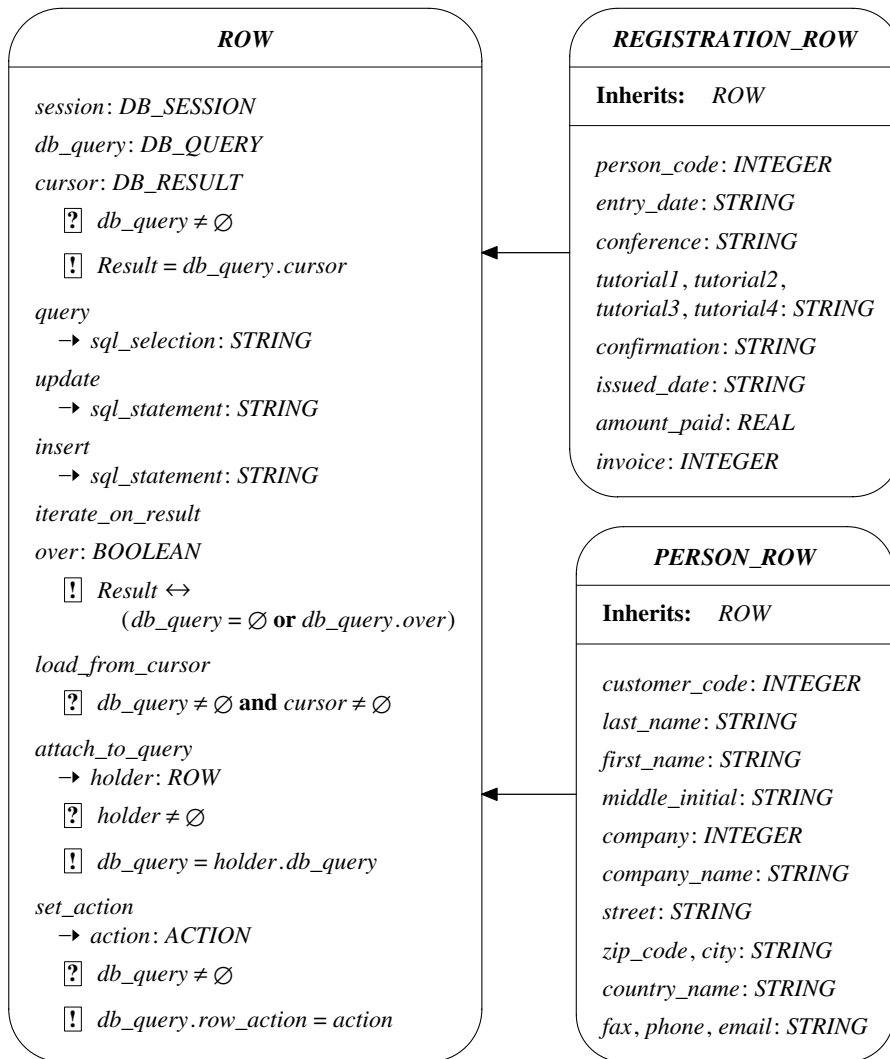 ROW
session: DB_SESSION
db_query: DB_QUERY
cursor: DB_RESULT
? db_query ≠ ∅
! Result = db_query.cursor
query
→ sql_selection: STRING
update
→ sql_statement: STRING
insert
→ sql_statement: STRING
iterate_on_result
over: BOOLEAN
! Result ↔
(db_query = ∅ or db_query.over)
load_from_cursor
? db_query ≠ ∅ and cursor ≠ ∅
attach_to_query
→ holder: ROW
? holder ≠ ∅
! db_query = holder.db_query
set_action
→ action: ACTION
? db_query ≠ ∅
! db_query.row_action = action
REGISTRATION_ROW
Inherits: ROW
person_code: INTEGER
entry_date: STRING
conference: STRING
tutorial1, tutorial2,
tutorial3, tutorial4: STRING
confirmation: STRING
issued_date: STRING
amount_paid: REAL
invoice: INTEGER
PERSON_ROW
Inherits: ROW
customer_code: INTEGER
last_name: STRING
first_name: STRING
middle_initial: STRING
company: INTEGER
company_name: STRING
street: STRING
zip_code, city: STRING
country_name: STRING
fax, phone, email: STRING